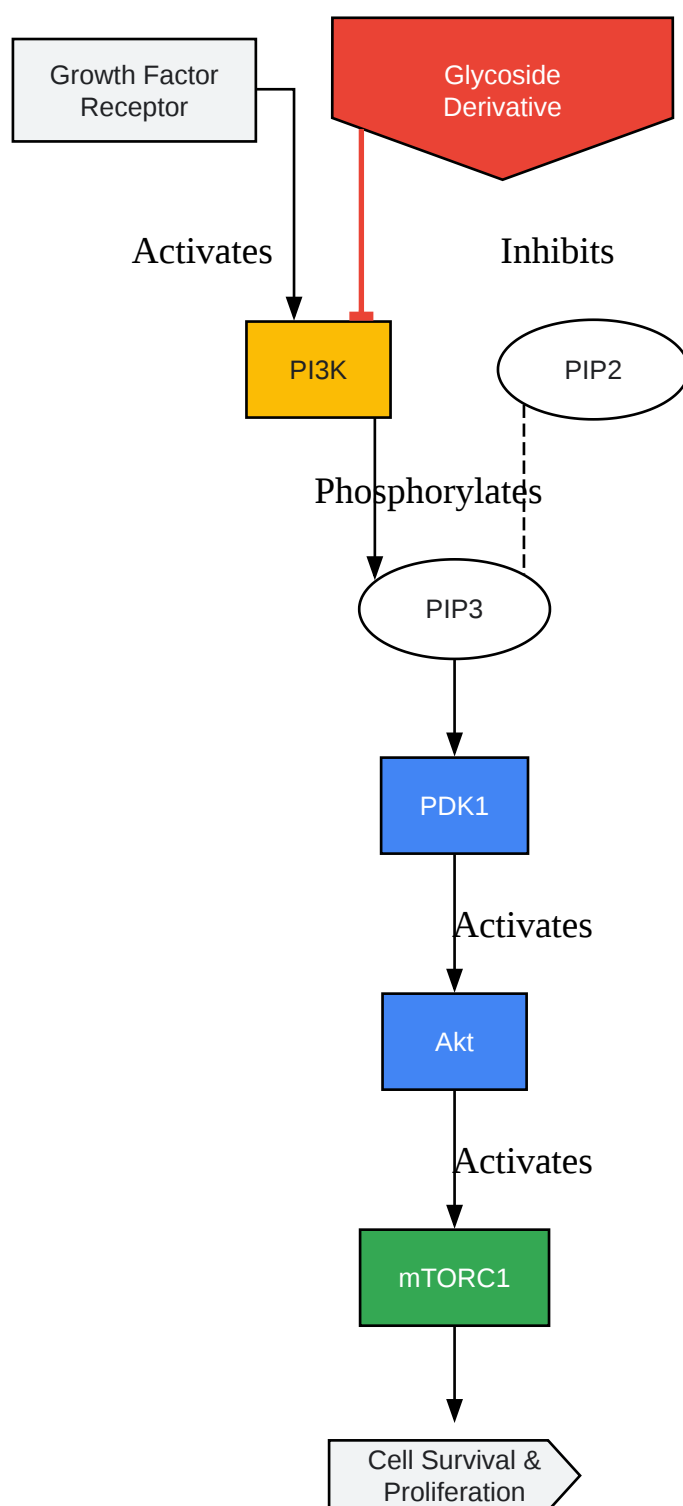 Growth Factor
Receptor
Glycoside
Derivative
Activates
Inhibits
PI3K
PIP2
Phosphorylates
PIP3
PDK1
Activates
Akt
Activates
mTORC1
Cell Survival &
Proliferation